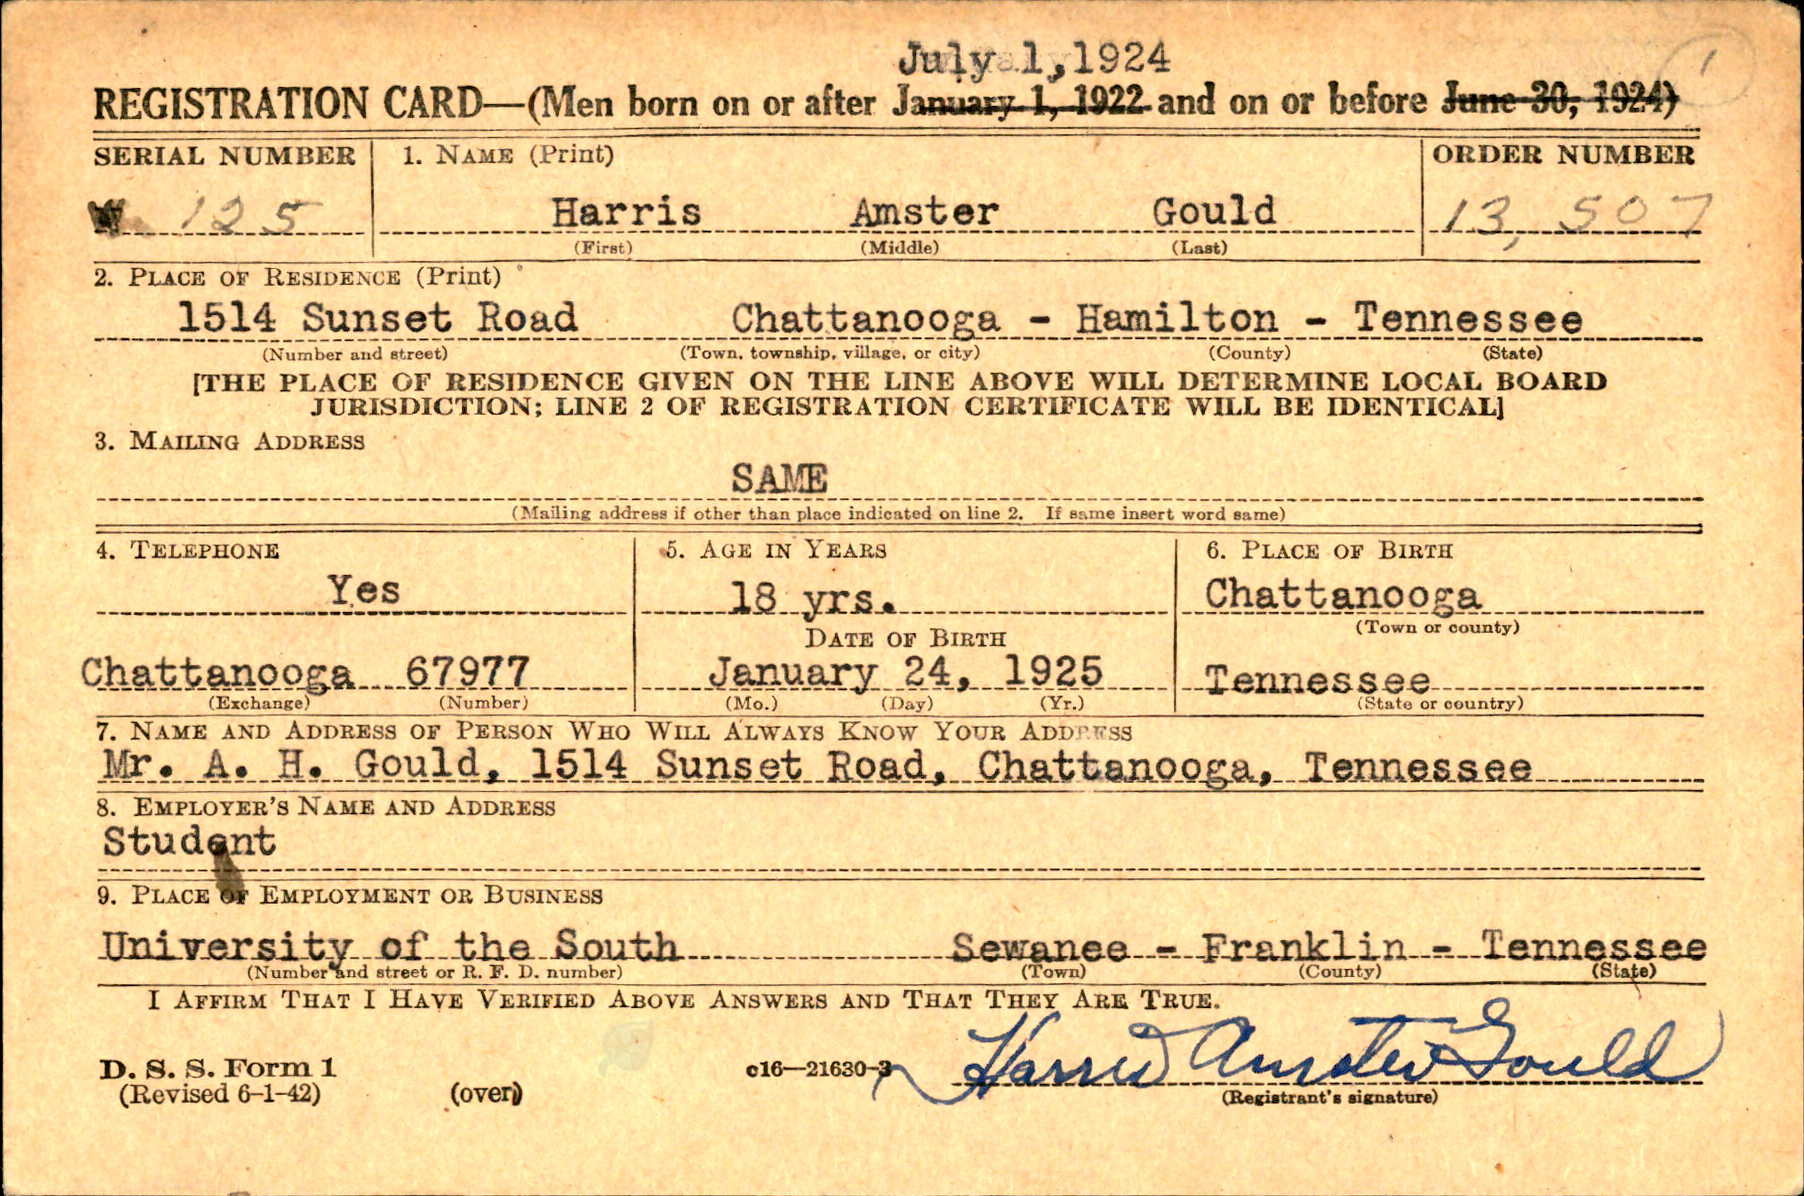 July 1, 1924
REGISTRATION CARD—(Men born on or after January 1, 1922 and on or before June 30, 1924)
SERIAL NUMBER 1. NAME (Print) ORDER NUMBER
125 Harris Amster Gould 13,507
(First) (Middle) (Last)
2. PLACE OF RESIDENCE (Print)
1514 Sunset Road Chattanooga - Hamilton - Tennessee
(Number and street) (Town, township, village, or city) (County) (State)
[THE PLACE OF RESIDENCE GIVEN ON THE LINE ABOVE WILL DETERMINE LOCAL BOARD
JURISDICTION; LINE 2 OF REGISTRATION CERTIFICATE WILL BE IDENTICAL]
3. MAILING ADDRESS
SAME
(Mailing address if other than place indicated on line 2. If same insert word same)
4. TELEPHONE 5. AGE IN YEARS 6. PLACE OF BIRTH
Yes 18 yrs. Chattanooga
(Town or county)
DATE OF BIRTH
Chattanooga 67977 January 24, 1925 Tennessee
(Exchange) (Number) (Mo.) (Day) (Yr.) (State or country)
7. NAME AND ADDRESS OF PERSON WHO WILL ALWAYS KNOW YOUR ADDRESS
Mr. A. H. Gould, 1514 Sunset Road, Chattanooga, Tennessee
8. EMPLOYER'S NAME AND ADDRESS
Student
9. PLACE OF EMPLOYMENT OR BUSINESS
University of the South Sewanee - Franklin - Tennessee
(Number and street or R. F. D. number) (Town) (County) (State)
I AFFIRM THAT I HAVE VERIFIED ABOVE ANSWERS AND THAT THEY ARE TRUE.
D. S. S. Form 1 c16—21630-3 Harris Amster Gould
(Revised 6-1-42) (over) (Registrant's signature)